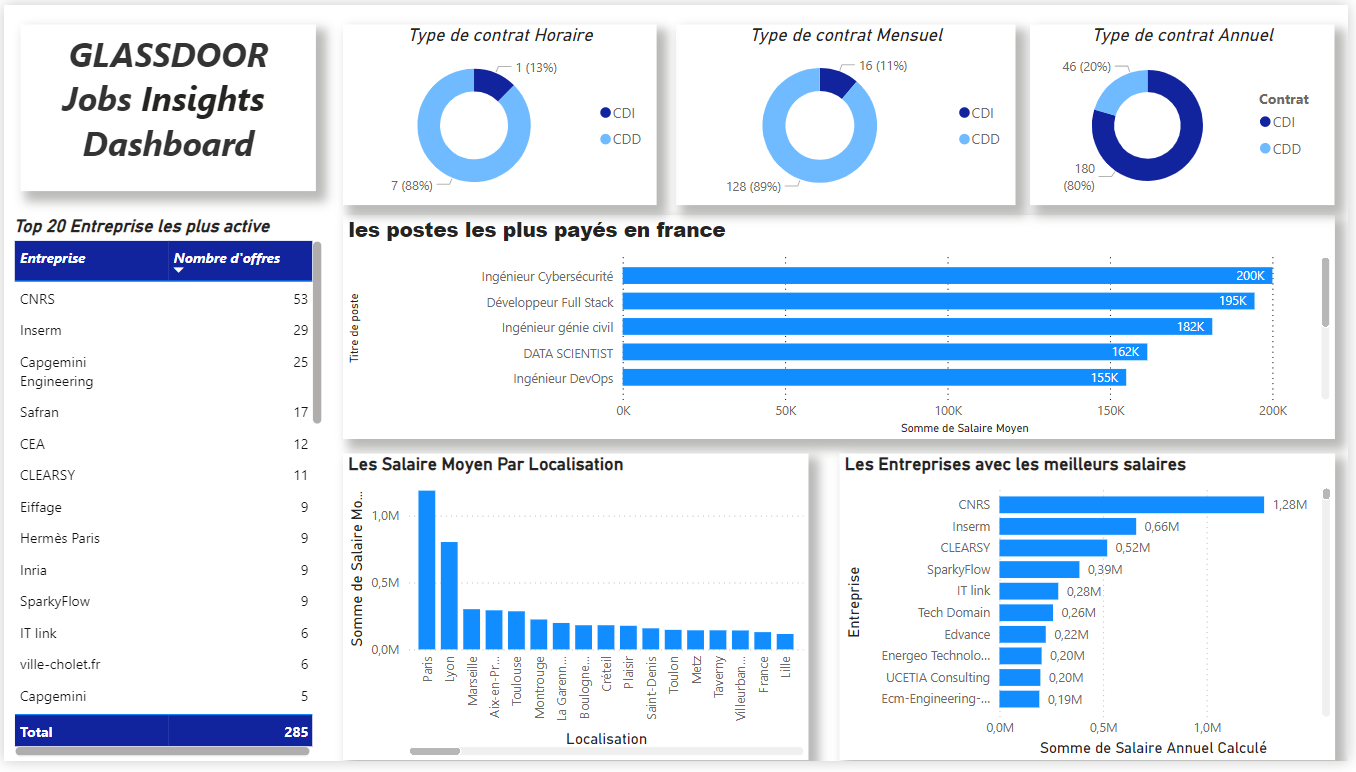 GLASSDOOR
Jobs Insights
Dashboard
Type de contrat Horaire
1 (13%)
7 (88%)
CDI
CDD
Type de contrat Mensuel
16 (11%)
128 (89%)
CDI
CDD
Type de contrat Annuel
46 (20%)
180
(80%)
Contrat
CDI
CDD
Top 20 Entreprise les plus active
Entreprise Nombre d'offres
CNRS 53
Inserm 29
Capgemini
Engineering 25
Safran 17
CEA 12
CLEARSY 11
Eiffage 9
Hermès Paris 9
Inria 9
SparkyFlow 9
IT link 6
ville-cholet.fr 6
Capgemini 5
Total 285
les postes les plus payés en france
Titre de poste
Ingénieur Cybersécurité 200K
Développeur Full Stack 195K
Ingénieur génie civil 182K
DATA SCIENTIST 162K
Ingénieur DevOps 155K
0K 50K 100K 150K 200K
Somme de Salaire Moyen
Les Salaire Moyen Par Localisation
Somme de Salaire Mo...
1,0M
0,5M
0,0M
Paris
Lyon
Marseille
Aix-en-Pr...
Toulouse
Montrouge
La Garenn...
Boulogne...
Créteil
Plaisir
Saint-Denis
Toulon
Metz
Taverny
Villeurban...
France
Lille
Localisation
Les Entreprises avec les meilleurs salaires
Entreprise
CNRS 1,28M
Inserm 0,66M
CLEARSY 0,52M
SparkyFlow 0,39M
IT link 0,28M
Tech Domain 0,26M
Edvance 0,22M
Energeo Technolo... 0,20M
UCETIA Consulting 0,20M
Ecm-Engineering-... 0,19M
0,0M 0,5M 1,0M
Somme de Salaire Annuel Calculé